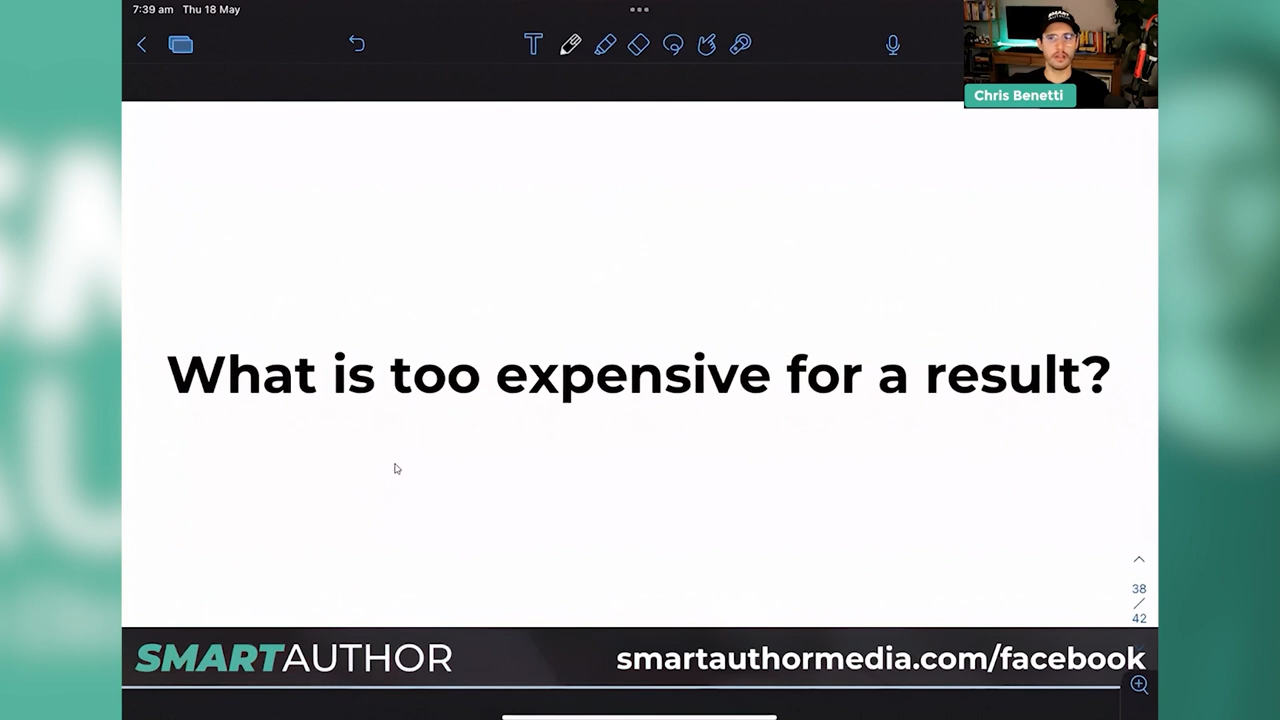 7:39 am Thu 18 May
Chris Benetti
What is too expensive for a result?
38
/
42
SMARTAUTHOR
smartauthormedia.com/facebook